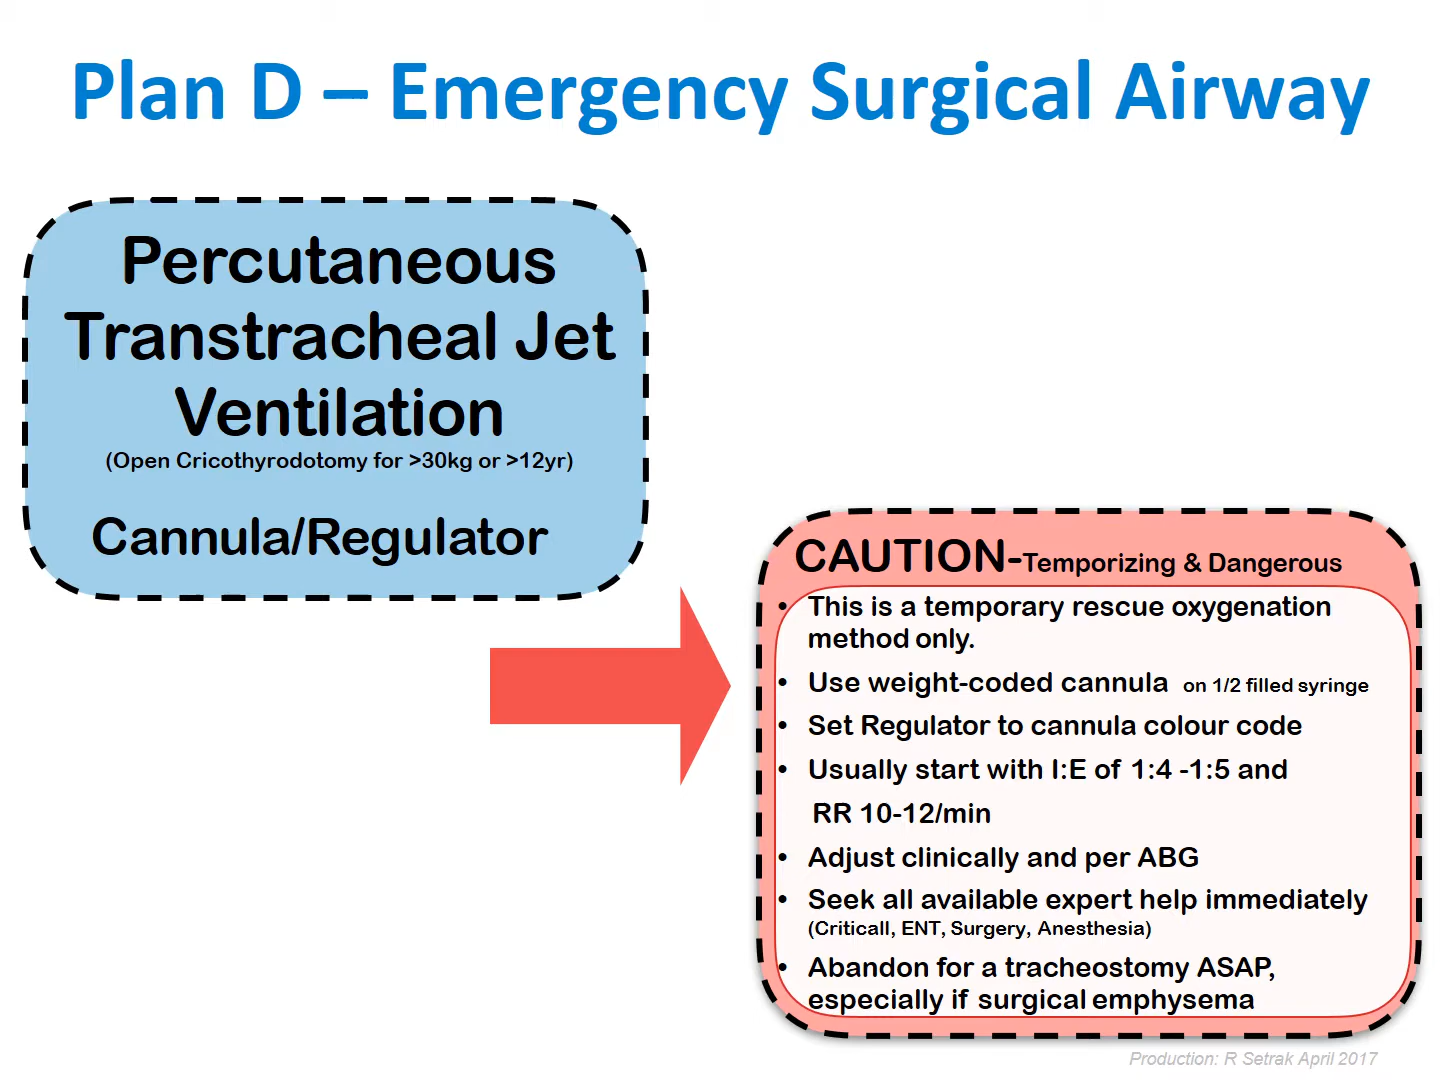 Plan D – Emergency Surgical Airway
Percutaneous
Transtracheal Jet
Ventilation
(Open Cricothyrodotomy for >30kg or >12yr)
Cannula/Regulator
CAUTION-Temporizing & Dangerous
• This is a temporary rescue oxygenation
method only.
• Use weight-coded cannula on 1/2 filled syringe
• Set Regulator to cannula colour code
• Usually start with I:E of 1:4 -1:5 and
RR 10-12/min
• Adjust clinically and per ABG
• Seek all available expert help immediately
(Criticall, ENT, Surgery, Anesthesia)
• Abandon for a tracheostomy ASAP,
especially if surgical emphysema
Production: R Setrak April 2017